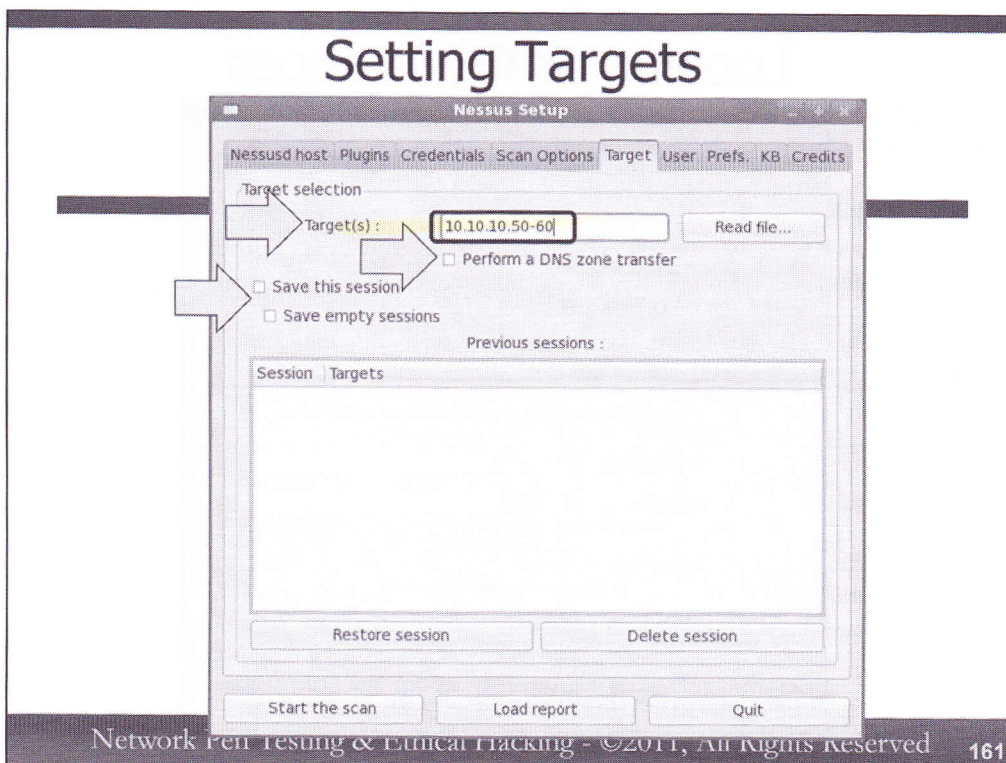 Setting Targets
Nessus Setup
Nessusd host Plugins Credentials Scan Options Target User Prefs. KB Credits
Target selection
Target(s) : 10.10.10.50-60 Read file...
Perform a DNS zone transfer
Save this session
Save empty sessions
Previous sessions :
Session Targets
Restore session Delete session
Start the scan Load report Quit
Network Pen Testing & Ethical Hacking - ©2011, All Rights Reserved 161